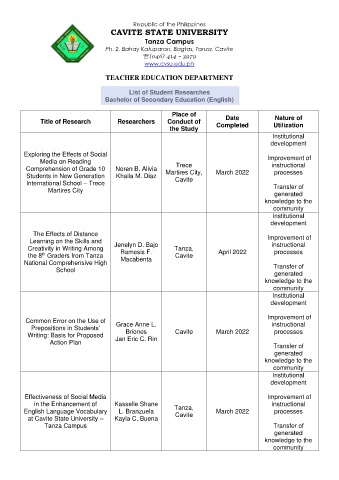 Republic of the Philippines
CAVITE STATE UNIVERSITY
Tanza Campus
Ph. 2, Bahay Katuparan, Bagtas, Tanza, Cavite
☏(046) 414 – 3979
www.cvsu.edu.ph
TEACHER EDUCATION DEPARTMENT
List of Student Researches
Bachelor of Secondary Education (English)
Title of Research
Researchers
Place of
Conduct of
the Study
Date
Completed
Nature of
Utilization
Exploring the Effects of Social
Media on Reading
Comprehension of Grade 10
Students in New Generation
International School – Trece
Martires City
Noren B. Alivia
Khaila M. Diaz
Trece
Martires City,
Cavite
March 2022
Institutional
development
Improvement of
instructional
processes
Transfer of
generated
knowledge to the
community
The Effects of Distance
Learning on the Skills and
Creativity in Writing Among
the 8th Graders from Tanza
National Comprehensive High
School
Jenelyn D. Bajo
Ramesis F.
Macabenta
Tanza,
Cavite
April 2022
Institutional
development
Improvement of
instructional
processes
Transfer of
generated
knowledge to the
community
Common Error on the Use of
Prepositions in Students'
Writing: Basis for Proposed
Action Plan
Grace Anne L.
Briones
Jan Eric C. Rin
Cavite
March 2022
Institutional
development
Improvement of
instructional
processes
Transfer of
generated
knowledge to the
community
Effectiveness of Social Media
in the Enhancement of
English Language Vocabulary
at Cavite State University –
Tanza Campus
Kasselle Shane
L. Branzuela
Kayla C. Buena
Tanza,
Cavite
March 2022
Institutional
development
Improvement of
instructional
processes
Transfer of
generated
knowledge to the
community